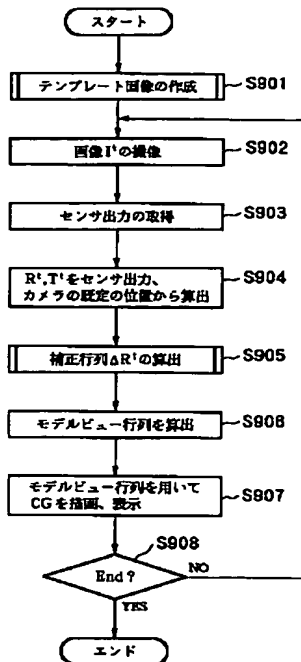 スタート
テンプレート画像の作成
S901
画像Iᵗの撮像
S902
センサ出力の取得
S903
Rᵗ,Tᵗをセンサ出力、
カメラの既定の位置から算出
S904
補正行列ΔRᵗの算出
S905
モデルビュー行列を算出
S906
モデルビュー行列を用いて
CGを描画、表示
S907
S908
End?
NO
YES
エンド